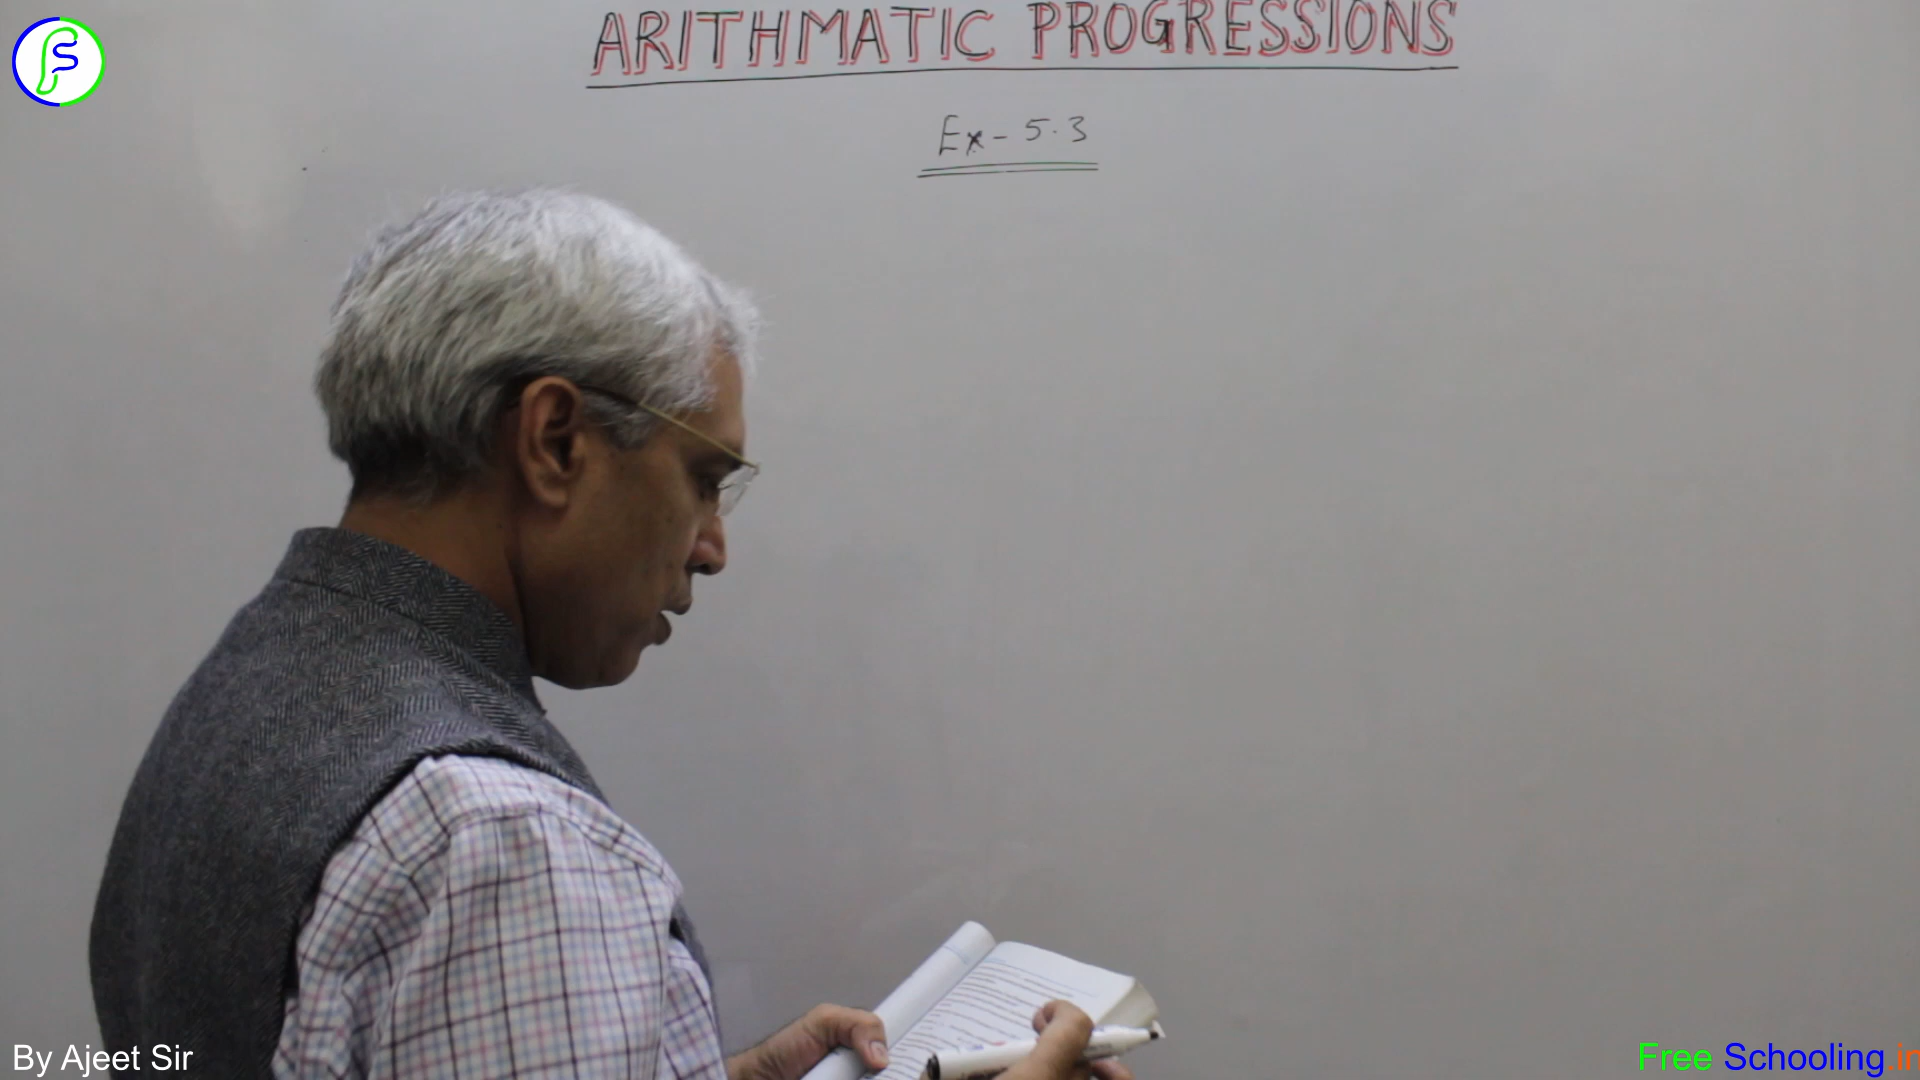 ARITHMATIC PROGRESSIONS
Ex - 5.3
By Ajeet Sir
Free Schooling.in